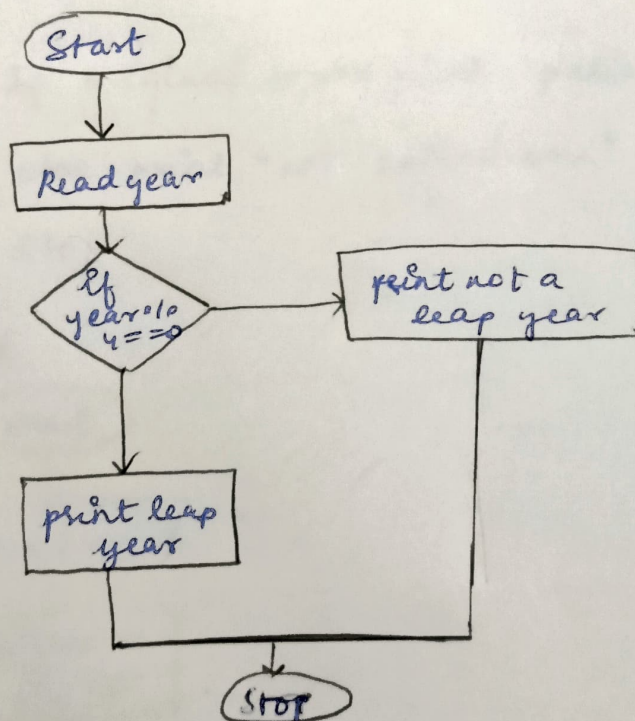 Start
Read year
if
year%
4==0
print not a
leap year
print leap
year
Stop